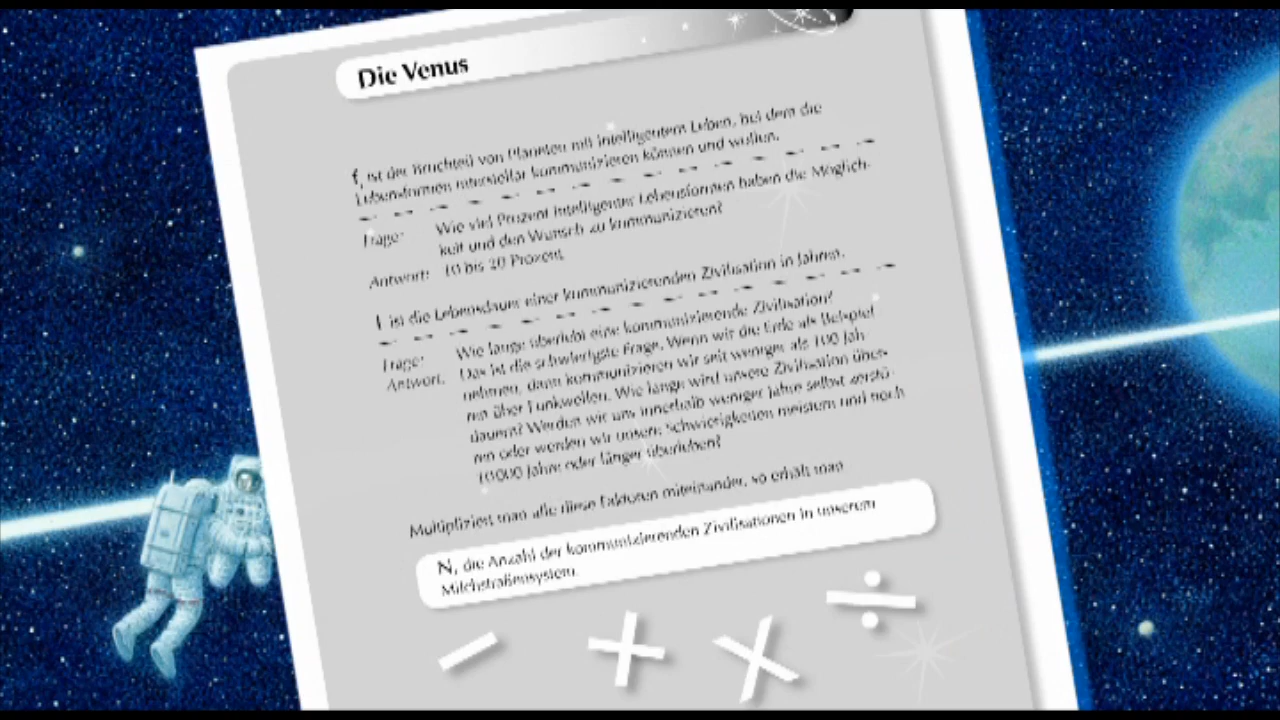 Die Venus
f, ist der Bruchteil von Planeten mit intelligentem Leben, bei dem die
Lebensformen interstellar kommunizieren können und wollen.
Frage: Wie viel Prozent intelligenter Lebensformen haben die Möglich-
keit und den Wunsch zu kommunizieren?
Antwort: 10 bis 20 Prozent.
ist die Lebensdauer einer kommunizierenden Zivilisation in Jahren.
Frage: Wie lange überlebt eine kommunizierende Zivilisation?
Antwort. Das ist die schwierigste Frage. Wenn wir die Erde als Beispiel
nehmen, dann kommunizieren wir seit weniger als 100 Jah-
ren über Funkwellen. Wie lange wird unsere Zivilisation über-
dauern? Werden wir uns innerhalb weniger Jahre selbst zerstö-
ren oder werden wir unsere Schwierigkeiten meistern und noch
10000 Jahre oder länger überleben?
Multipliziert man alle diese Faktoren miteinander, so erhält man
N, die Anzahl der kommunizierenden Zivilisationen in unserem
Milchstraßensystem.
− + × ÷